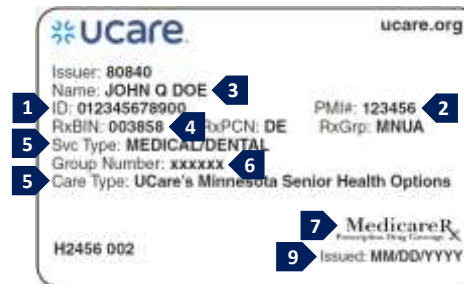 ucare. ucare.org
Issuer: 80840
Name: JOHN Q DOE 3
1 ID: 012345678900 PMI#: 123456 2
RxBIN: 003858 4 RxPCN: DE RxGrp: MNUA
5 Svc Type: MEDICAL/DENTAL
Group Number: xxxxxx 6
5 Care Type: UCare's Minnesota Senior Health Options
7 MedicareRx
Prescription Drug Coverage
H2456 002 9 Issued: MM/DD/YYYY